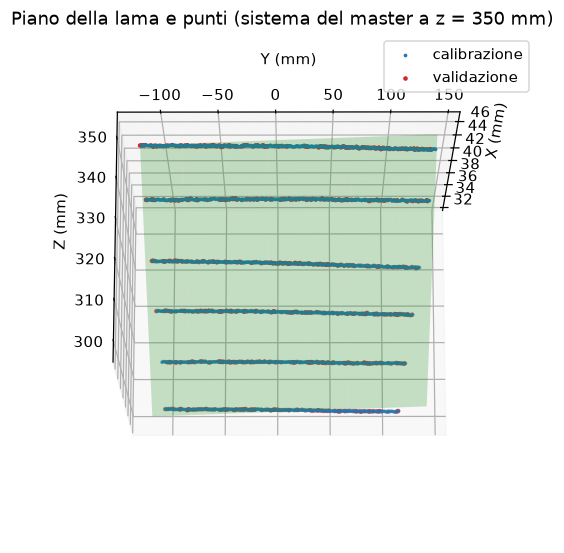 Piano della lama e punti (sistema del master a z = 350 mm)
calibrazione
validazione
Y (mm)
−100 −50 0 50 100 150
46
44
42
40
38
36
34
32
X (mm)
350
340
330
320
310
300
Z (mm)